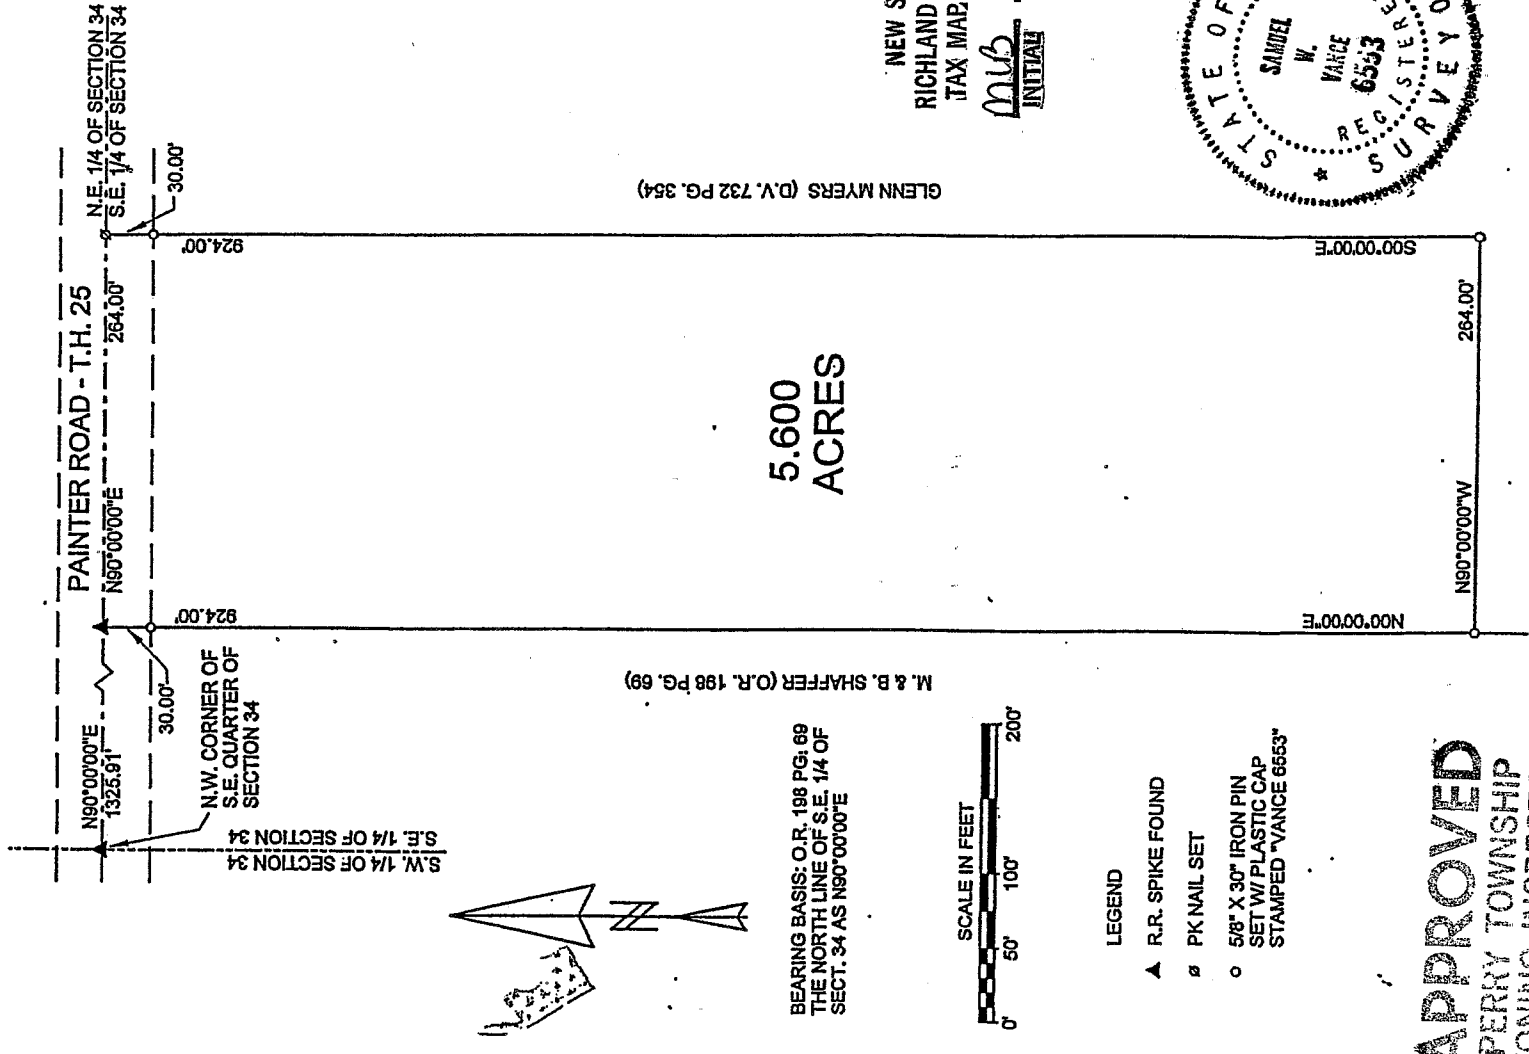 N.E. 1/4 OF SECTION 34
S.E. 1/4 OF SECTION 34
PAINTER ROAD - T.H. 25
N90°00'00"E
1325.91'
N90°00'00"E
264.00'
30.00'
30.00'
924.00'
924.00'
N.W. CORNER OF
S.E. QUARTER OF
SECTION 34
S.E. 1/4 OF SECTION 34
S.W. 1/4 OF SECTION 34
M. & B. SHAFFER (O.R. 198 PG. 69)
GLENN MYERS (D.V. 732 PG. 354)
5.600
ACRES
N00°00'00"E
S00°00'00"E
N90°00'00"W
264.00'
N
BEARING BASIS: O.R. 198 PG. 69
THE NORTH LINE OF S.E. 1/4 OF
SECT. 34 AS N90°00'00"E
SCALE IN FEET
0' 50' 100' 200'
LEGEND
R.R. SPIKE FOUND
PK NAIL SET
5/8" X 30" IRON PIN
SET W/ PLASTIC CAP
STAMPED "VANCE 6553"
NEW S
RICHLAND
TAX MAP
INITIAL
STATE OF
SAMUEL
W.
VANCE
6553
REGISTERE
SURVEYO
APPROVED
PERRY TOWNSHIP